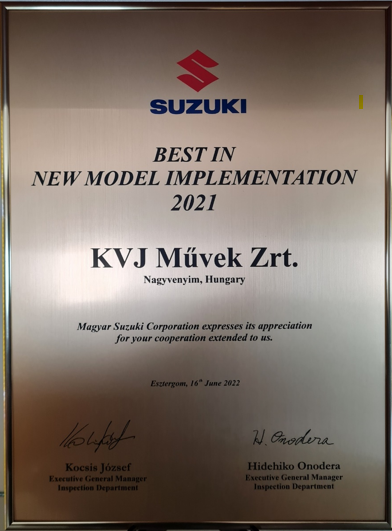 SUZUKI
BEST IN
NEW MODEL IMPLEMENTATION
2021
KVJ Művek Zrt.
Nagyvenyim, Hungary
Magyar Suzuki Corporation expresses its appreciation
for your cooperation extended to us.
Esztergom, 16th June 2022
H. Onodera
Kocsis József
Executive General Manager
Inspection Department
Hidehiko Onodera
Executive General Manager
Inspection Department